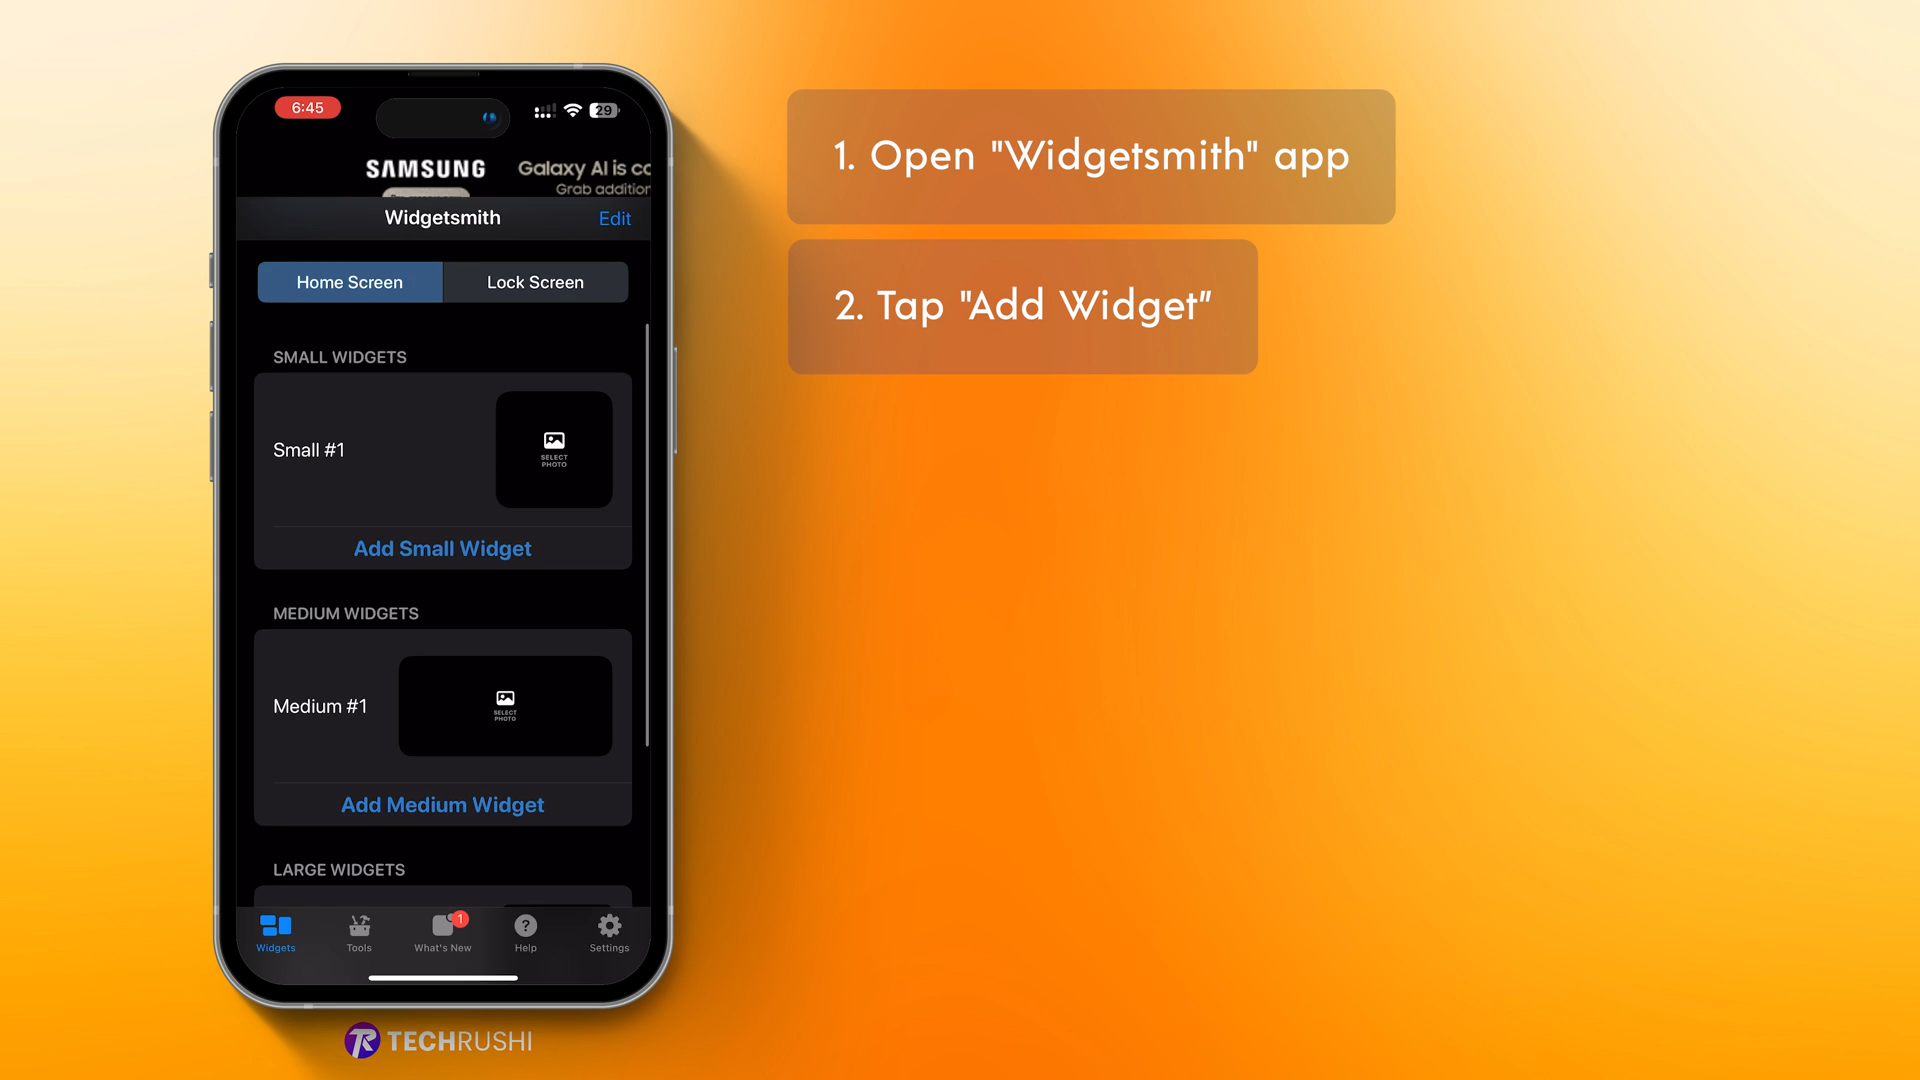 6:45
29
SAMSUNG
Galaxy AI is cc
Grab addition
Widgetsmith
Edit
Home Screen
Lock Screen
SMALL WIDGETS
Small #1
SELECT
PHOTO
Add Small Widget
MEDIUM WIDGETS
Medium #1
SELECT
PHOTO
Add Medium Widget
LARGE WIDGETS
Widgets
Tools
1
What's New
?
Help
Settings
TECHRUSHI
1. Open "Widgetsmith" app
2. Tap "Add Widget"